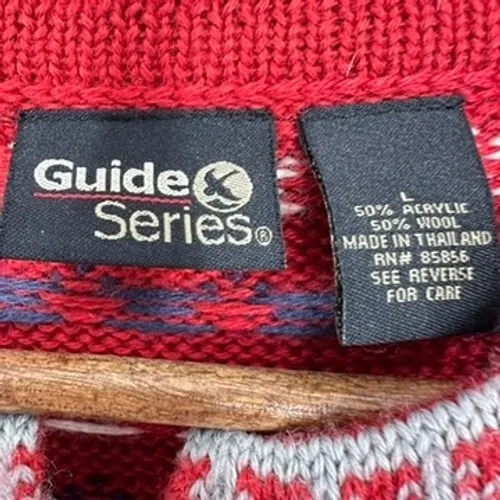 Guide
Series®
L
50% ACRYLIC
50% WOOL
MADE IN THAILAND
RN# 85856
SEE REVERSE
FOR CARE